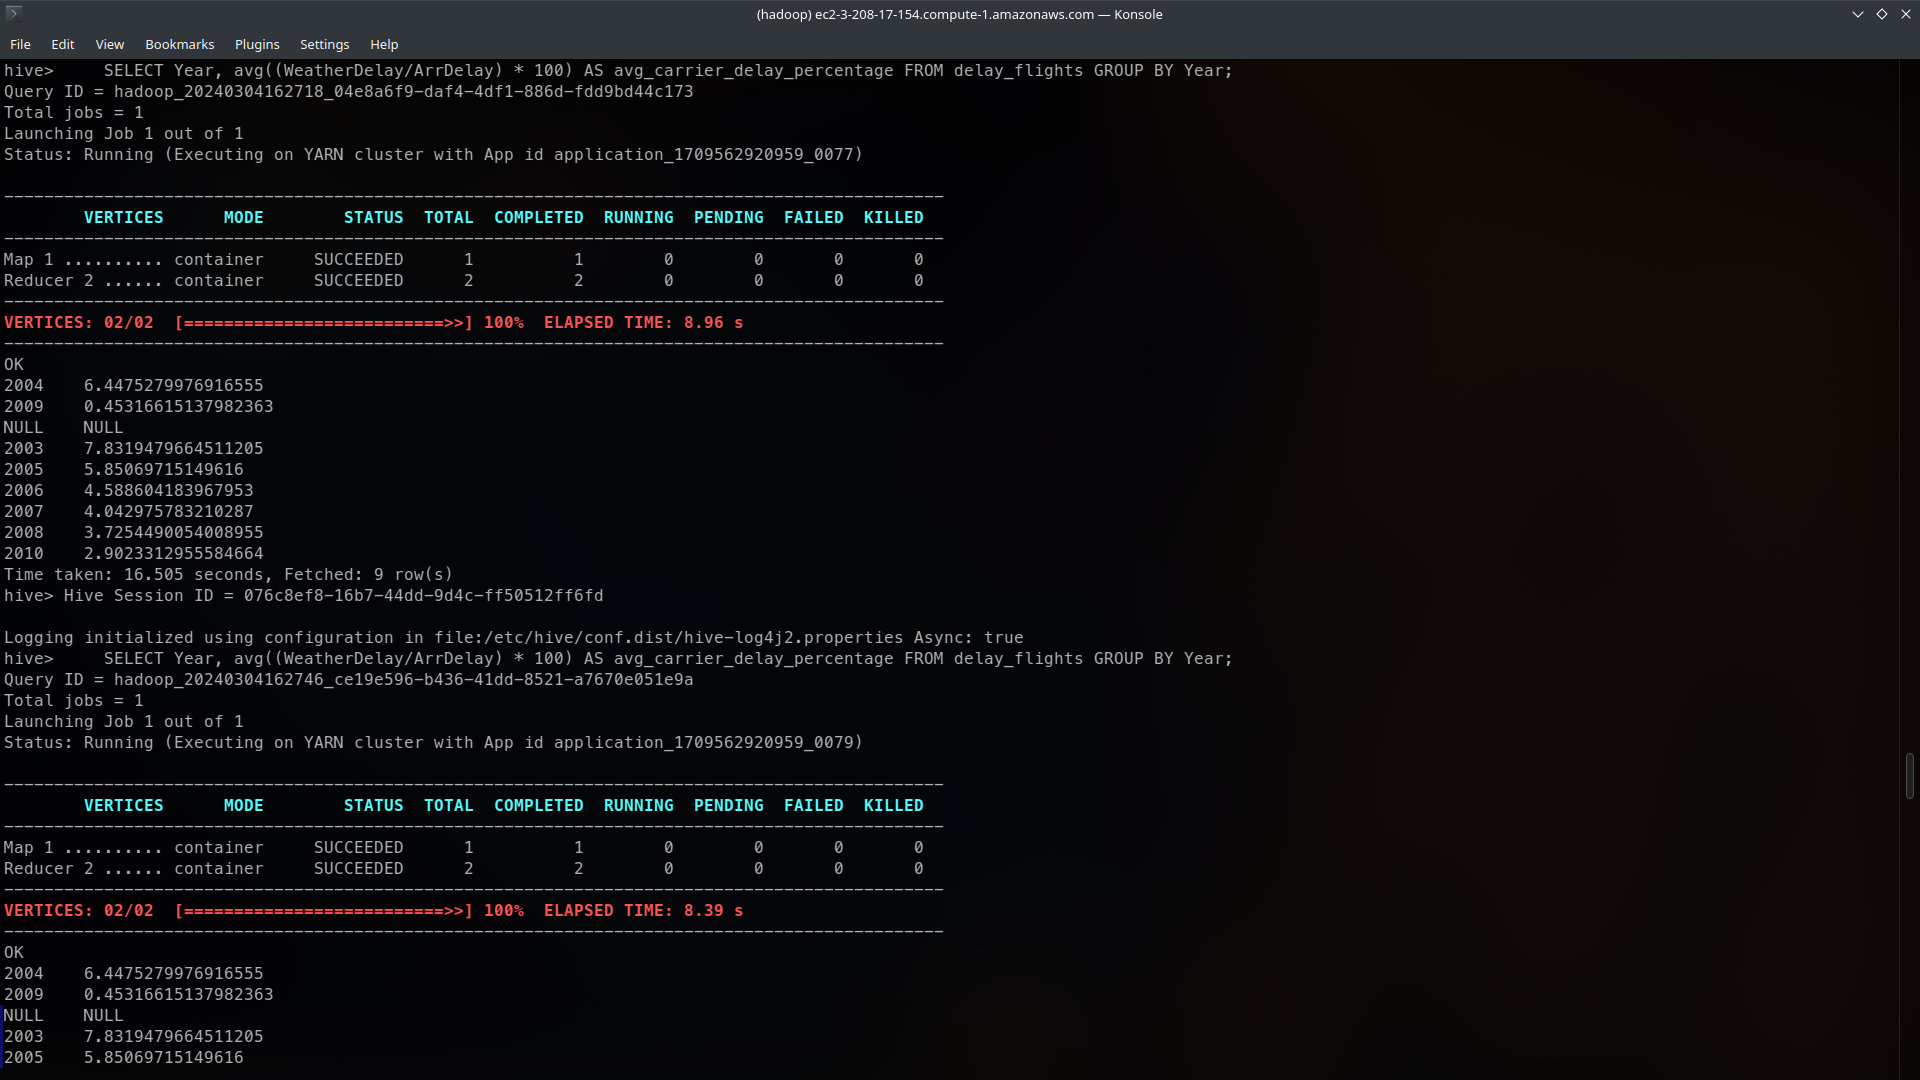 (hadoop) ec2-3-208-17-154.compute-1.amazonaws.com — Konsole
File Edit View Bookmarks Plugins Settings Help
hive>     SELECT Year, avg((WeatherDelay/ArrDelay) * 100) AS avg_carrier_delay_percentage FROM delay_flights GROUP BY Year;
Query ID = hadoop_20240304162718_04e8a6f9-daf4-4df1-886d-fdd9bd44c173
Total jobs = 1
Launching Job 1 out of 1
Status: Running (Executing on YARN cluster with App id application_1709562920959_0077)
----------------------------------------------------------------------------------------------
        VERTICES      MODE        STATUS  TOTAL  COMPLETED  RUNNING  PENDING  FAILED  KILLED
----------------------------------------------------------------------------------------------
Map 1 .......... container     SUCCEEDED      1          1        0        0       0       0
Reducer 2 ...... container     SUCCEEDED      2          2        0        0       0       0
----------------------------------------------------------------------------------------------
VERTICES: 02/02  [==========================>>] 100%  ELAPSED TIME: 8.96 s
----------------------------------------------------------------------------------------------
OK
2004    6.4475279976916555
2009    0.45316615137982363
NULL    NULL
2003    7.8319479664511205
2005    5.85069715149616
2006    4.588604183967953
2007    4.042975783210287
2008    3.7254490054008955
2010    2.9023312955584664
Time taken: 16.505 seconds, Fetched: 9 row(s)
hive> Hive Session ID = 076c8ef8-16b7-44dd-9d4c-ff50512ff6fd
Logging initialized using configuration in file:/etc/hive/conf.dist/hive-log4j2.properties Async: true
hive>     SELECT Year, avg((WeatherDelay/ArrDelay) * 100) AS avg_carrier_delay_percentage FROM delay_flights GROUP BY Year;
Query ID = hadoop_20240304162746_ce19e596-b436-41dd-8521-a7670e051e9a
Total jobs = 1
Launching Job 1 out of 1
Status: Running (Executing on YARN cluster with App id application_1709562920959_0079)
----------------------------------------------------------------------------------------------
        VERTICES      MODE        STATUS  TOTAL  COMPLETED  RUNNING  PENDING  FAILED  KILLED
----------------------------------------------------------------------------------------------
Map 1 .......... container     SUCCEEDED      1          1        0        0       0       0
Reducer 2 ...... container     SUCCEEDED      2          2        0        0       0       0
----------------------------------------------------------------------------------------------
VERTICES: 02/02  [==========================>>] 100%  ELAPSED TIME: 8.39 s
----------------------------------------------------------------------------------------------
OK
2004    6.4475279976916555
2009    0.45316615137982363
NULL    NULL
2003    7.8319479664511205
2005    5.85069715149616